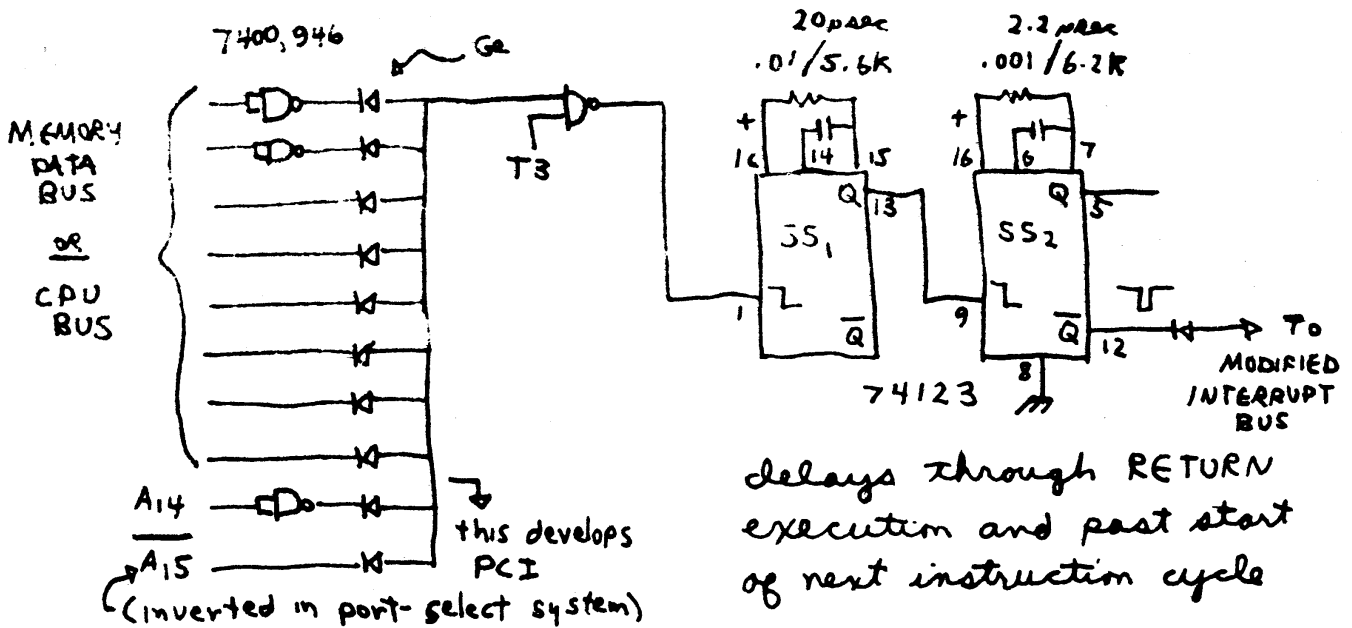 7400,946
Ge
MEMORY
DATA
BUS
OR
CPU
BUS
T3
20µsec
.01/5.6K
+
16
14
15
Q
13
SS1
1
Q̅
2.2µsec
.001/6.2K
+
16
6
7
Q
5
SS2
9
Q̅
12
8
74123
TO
MODIFIED
INTERRUPT
BUS
A14
A̅1̅5̅
(inverted in port-select system)
this develops
PCI
delays through RETURN
execution and past start
of next instruction cycle